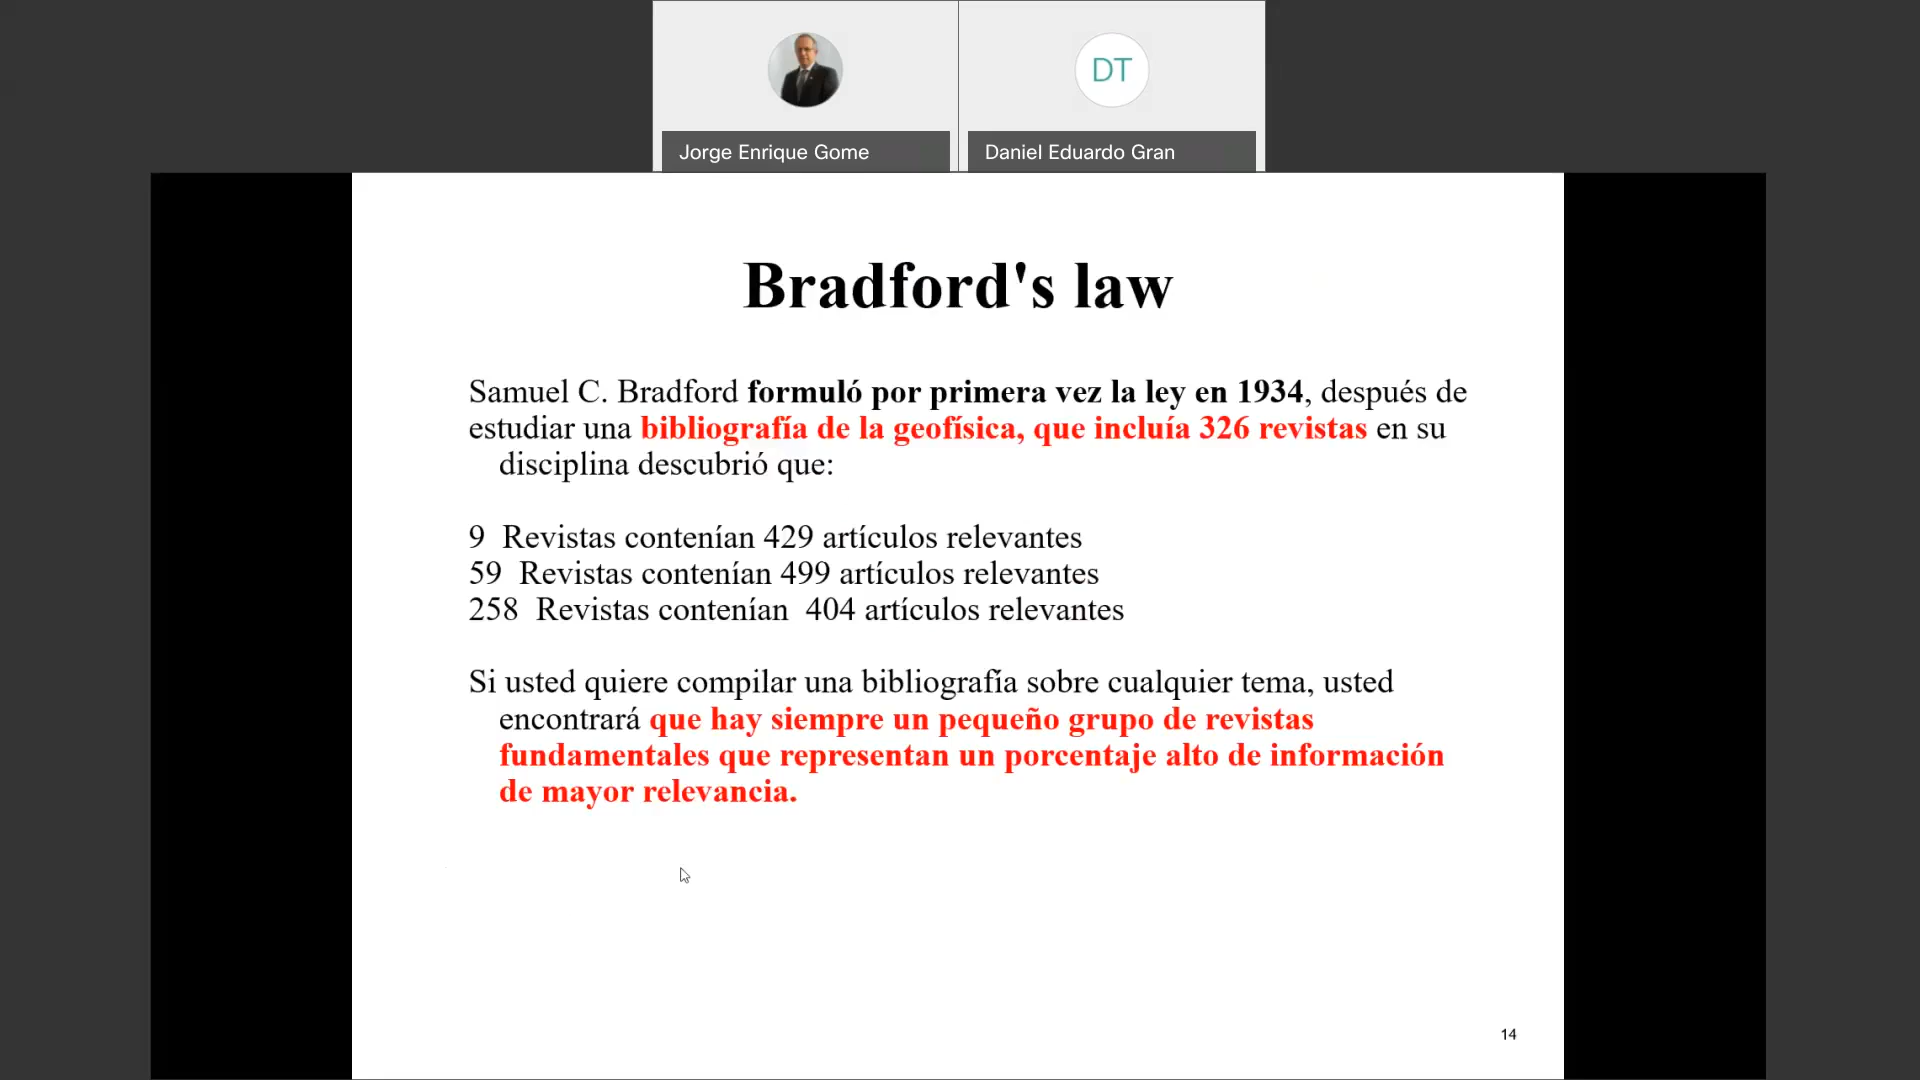 DT
Jorge Enrique Gome
Daniel Eduardo Gran
Bradford's law
Samuel C. Bradford formuló por primera vez la ley en 1934, después de
estudiar una bibliografía de la geofísica, que incluía 326 revistas en su
disciplina descubrió que:
9 Revistas contenían 429 artículos relevantes
59 Revistas contenían 499 artículos relevantes
258 Revistas contenían 404 artículos relevantes
Si usted quiere compilar una bibliografía sobre cualquier tema, usted
encontrará que hay siempre un pequeño grupo de revistas
fundamentales que representan un porcentaje alto de información
de mayor relevancia.
14